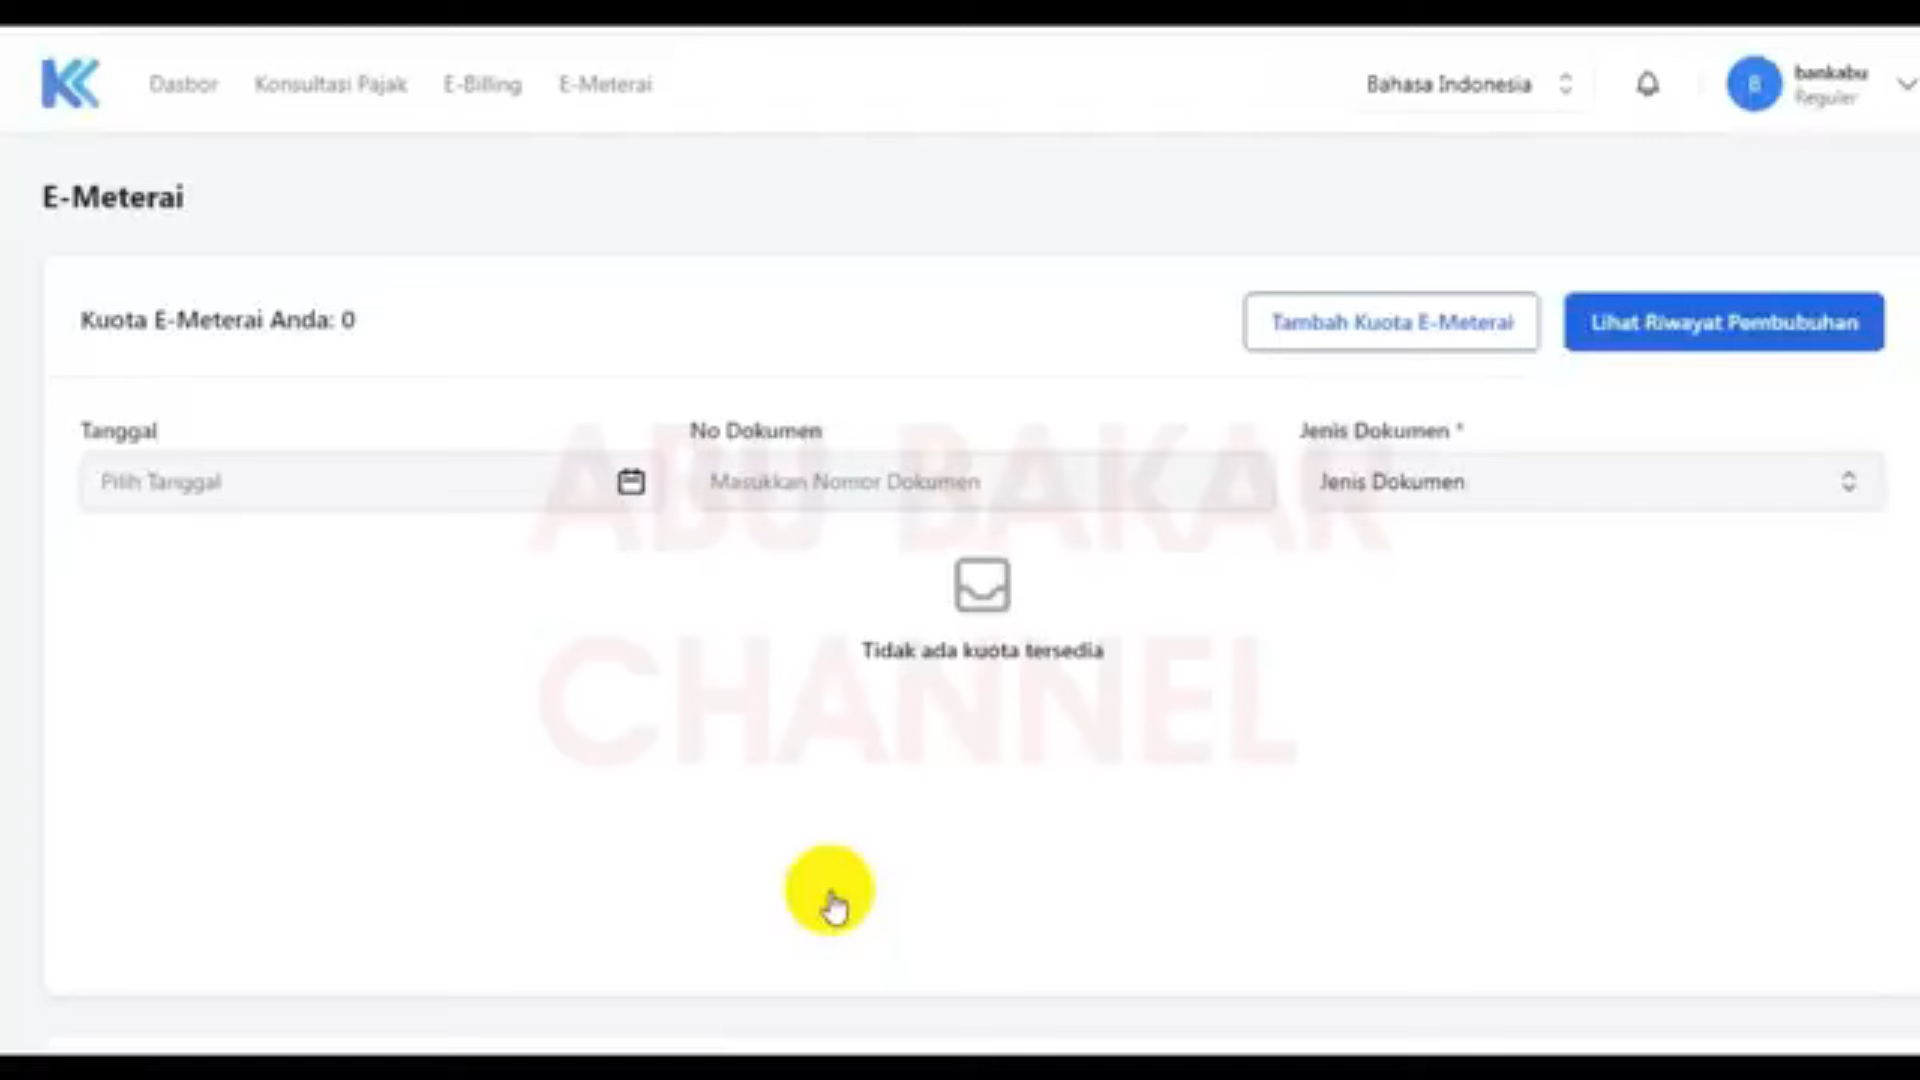 Dasbor Konsultasi Pajak E-Billing E-Meterai Bahasa Indonesia B bankabu
Reguler
E-Meterai
Kuota E-Meterai Anda: 0 Tambah Kuota E-Meterai Lihat Riwayat Pembubuhan
Tanggal No Dokumen Jenis Dokumen *
Pilih Tanggal Masukkan Nomor Dokumen Jenis Dokumen
ABU BAKAR
Tidak ada kuota tersedia
CHANNEL